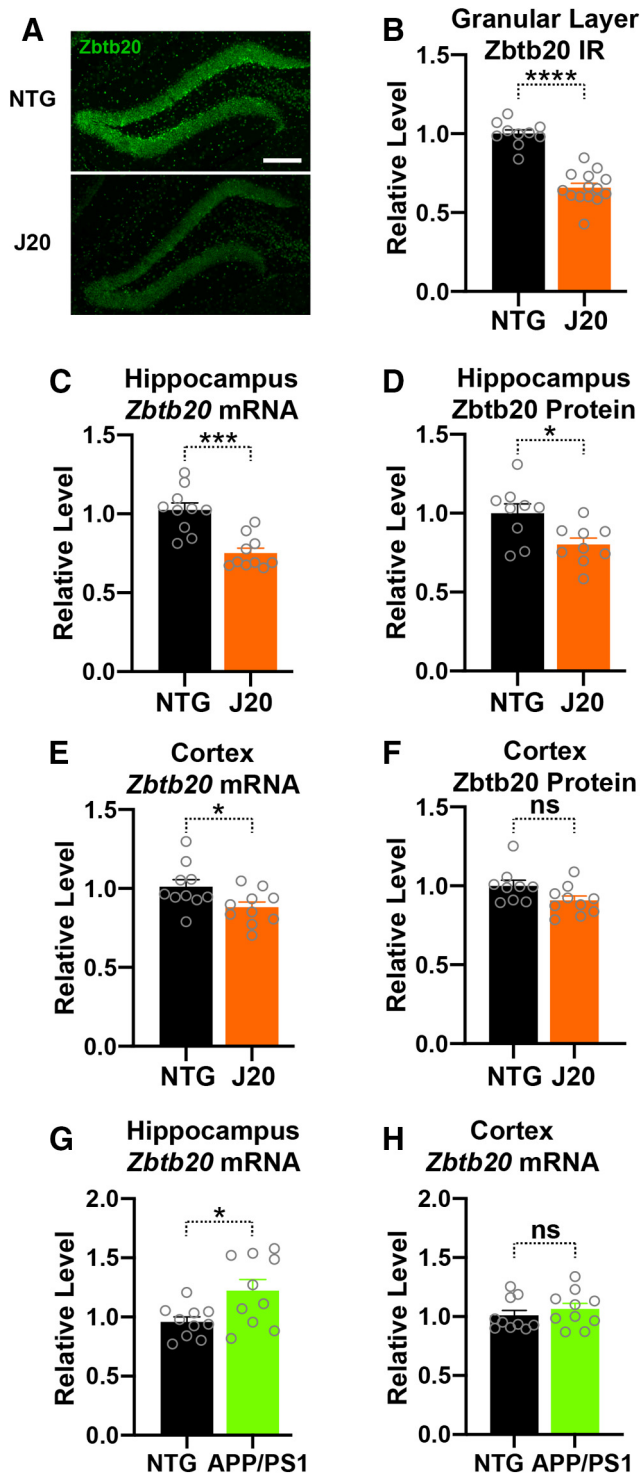 A
Zbtb20
NTG
J20
B
Granular Layer
Zbtb20 IR
****
Relative Level
1.5
1.0
0.5
0.0
NTG J20
C
Hippocampus
Zbtb20 mRNA
***
Relative Level
1.5
1.0
0.5
0.0
NTG J20
D
Hippocampus
Zbtb20 Protein
*
Relative Level
1.5
1.0
0.5
0.0
NTG J20
E
Cortex
Zbtb20 mRNA
*
Relative Level
1.5
1.0
0.5
0.0
NTG J20
F
Cortex
Zbtb20 Protein
ns
Relative Level
1.5
1.0
0.5
0.0
NTG J20
G
Hippocampus
Zbtb20 mRNA
*
Relative Level
2.0
1.5
1.0
0.5
0.0
NTG APP/PS1
H
Cortex
Zbtb20 mRNA
ns
Relative Level
2.0
1.5
1.0
0.5
0.0
NTG APP/PS1